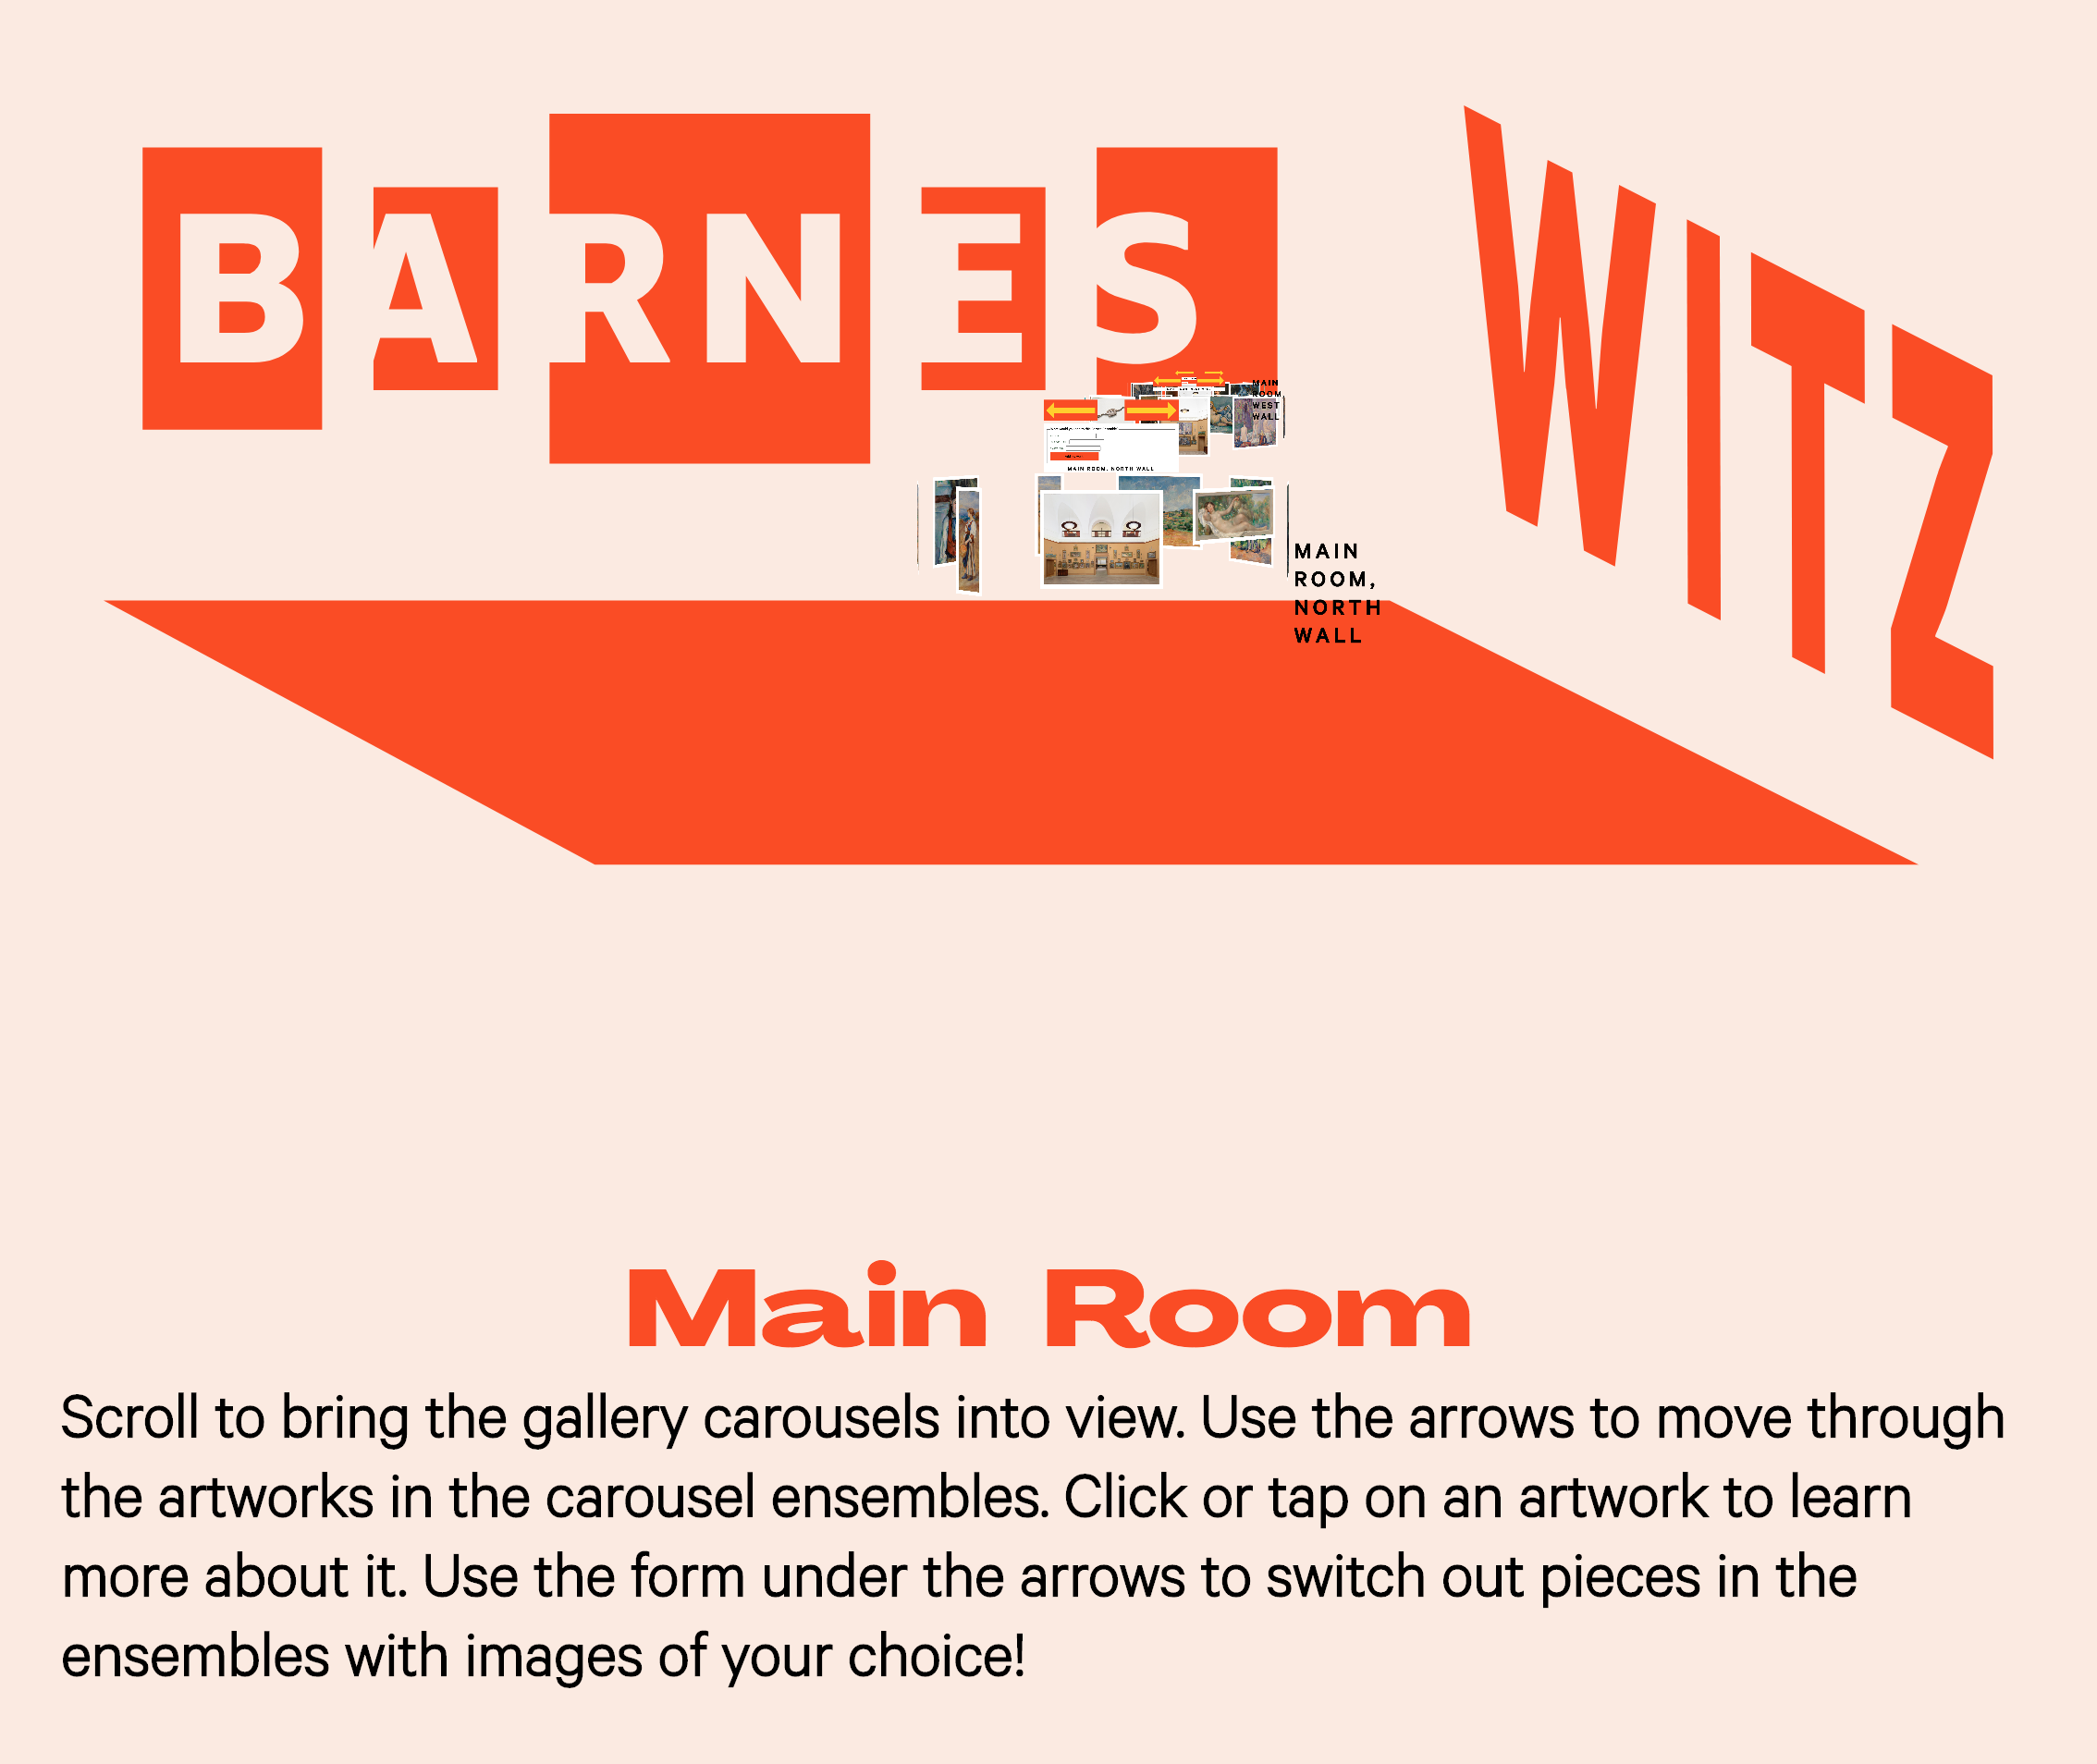 BARNES WITZ
MAIN
ROOM
WEST
WALL
MAIN ROOM, NORTH WALL
MAIN
ROOM,
NORTH
WALL
Main Room
Scroll to bring the gallery carousels into view. Use the arrows to move through
the artworks in the carousel ensembles. Click or tap on an artwork to learn
more about it. Use the form under the arrows to switch out pieces in the
ensembles with images of your choice!